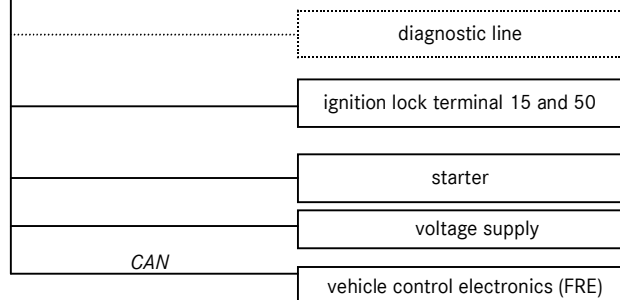 diagnostic line
ignition lock terminal 15 and 50
starter
voltage supply
CAN
vehicle control electronics (FRE)